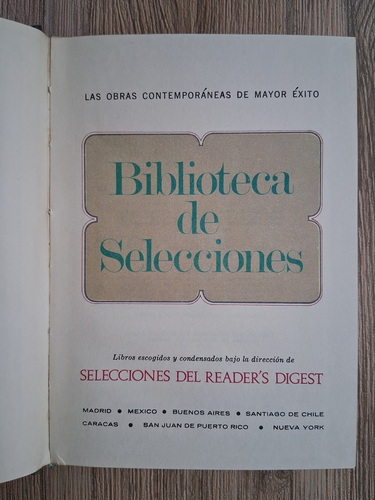 LAS OBRAS CONTEMPORÁNEAS DE MAYOR ÉXITO
Biblioteca
de
Selecciones
Libros escogidos y condensados bajo la dirección de
SELECCIONES DEL READER'S DIGEST
MADRID ● MEXICO ● BUENOS AIRES ● SANTIAGO DE CHILE
CARACAS ● SAN JUAN DE PUERTO RICO ● NUEVA YORK